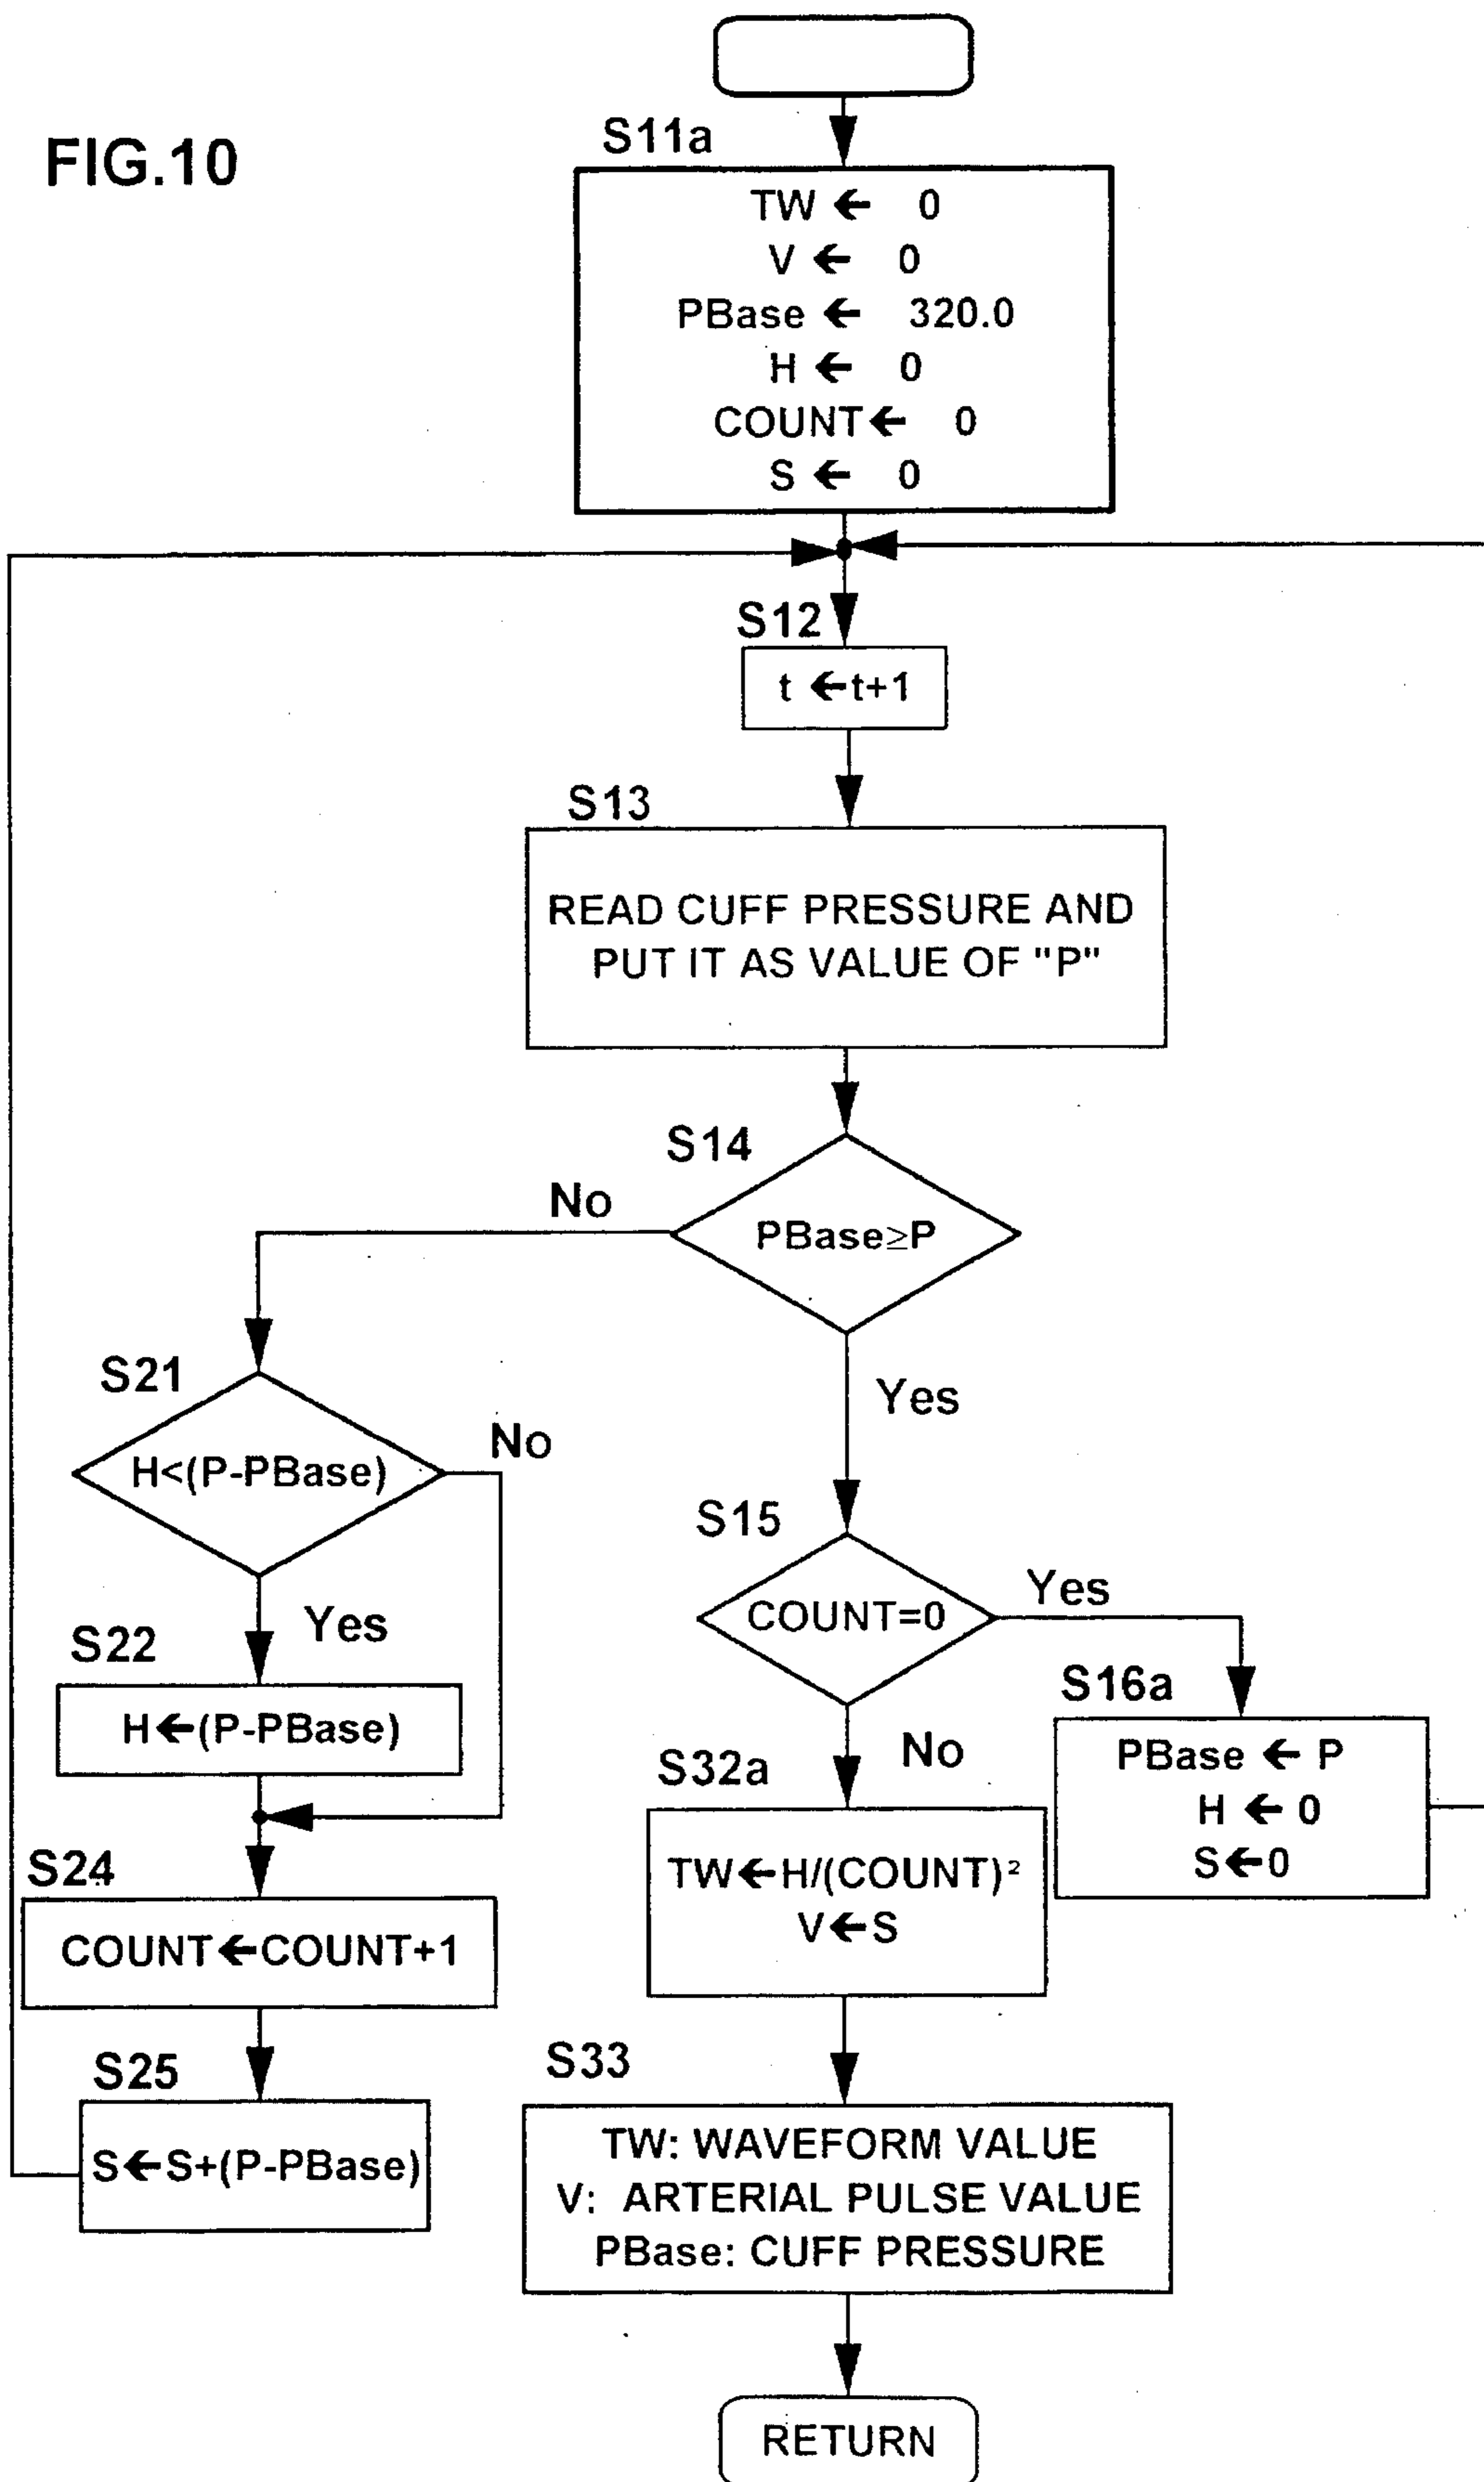 FIG.10
S11a
TW ← 0
V ← 0
PBase ← 320.0
H ← 0
COUNT← 0
S ← 0
S12
t ←t+1
S13
READ CUFF PRESSURE AND
PUT IT AS VALUE OF "P"
S14
PBase≥P
No
Yes
S21
H<(P-PBase)
No
Yes
S22
H←(P-PBase)
S24
COUNT←COUNT+1
S25
S←S+(P-PBase)
S15
COUNT=0
Yes
No
S16a
PBase ← P
H ← 0
S←0
S32a
TW←H/(COUNT)²
V←S
S33
TW: WAVEFORM VALUE
V: ARTERIAL PULSE VALUE
PBase: CUFF PRESSURE
RETURN